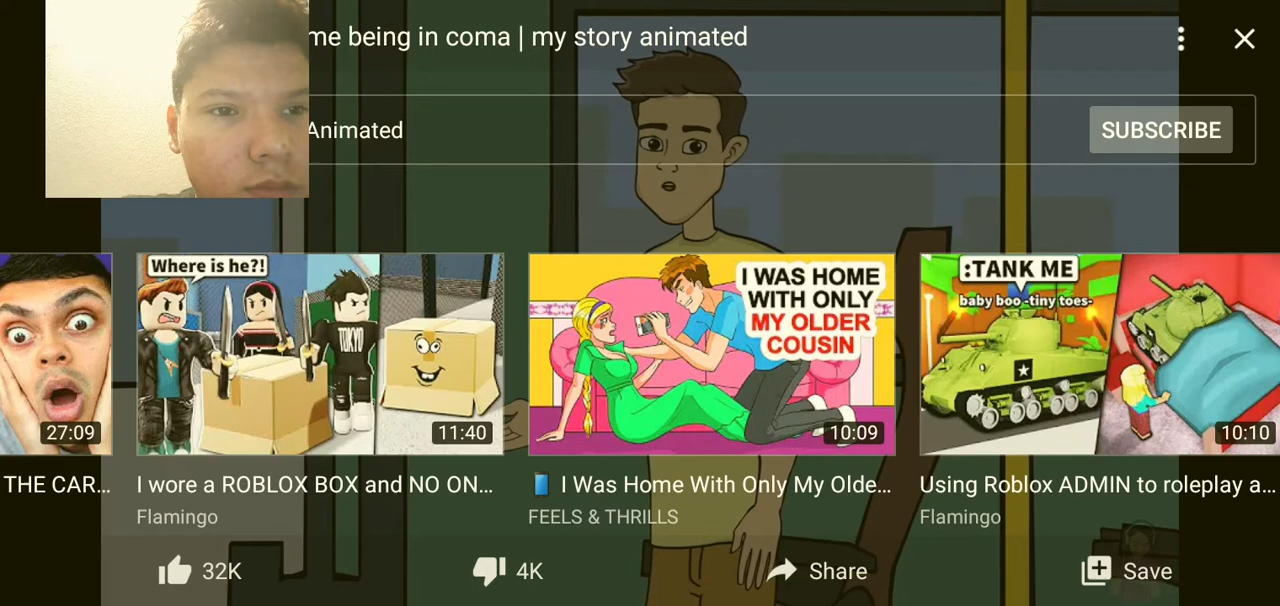 me being in coma | my story animated
Animated
SUBSCRIBE
Where is he?!
TOKYO
27:09
11:40
I WAS HOME
WITH ONLY
MY OLDER
COUSIN
10:09
:TANK ME
baby boo -tiny toes-
10:10
THE CAR...
I wore a ROBLOX BOX and NO ON...
Flamingo
I Was Home With Only My Olde...
FEELS & THRILLS
Using Roblox ADMIN to roleplay a...
Flamingo
32K
4K
Share
Save